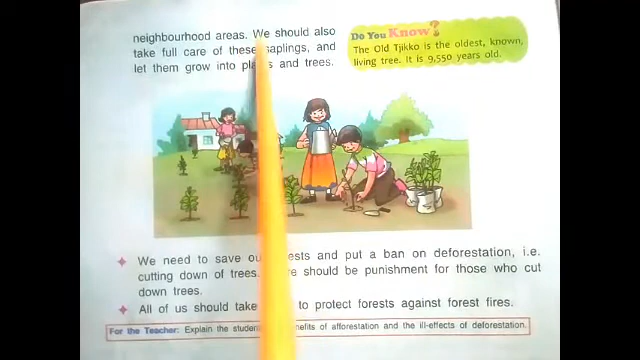 neighbourhood areas. We should also
take full care of these saplings, and
let them grow into pla s and trees.
Do You Know?
The Old Tjikko is the oldest, known,
living tree. It is 9,550 years old.
We need to save ou ests and put a ban on deforestation, i.e.
cutting down of trees. re should be punishment for those who cut
down trees.
All of us should take to protect forests against forest fires.
For the Teacher: Explain the studen nefits of afforestation and the ill-effects of deforestation.